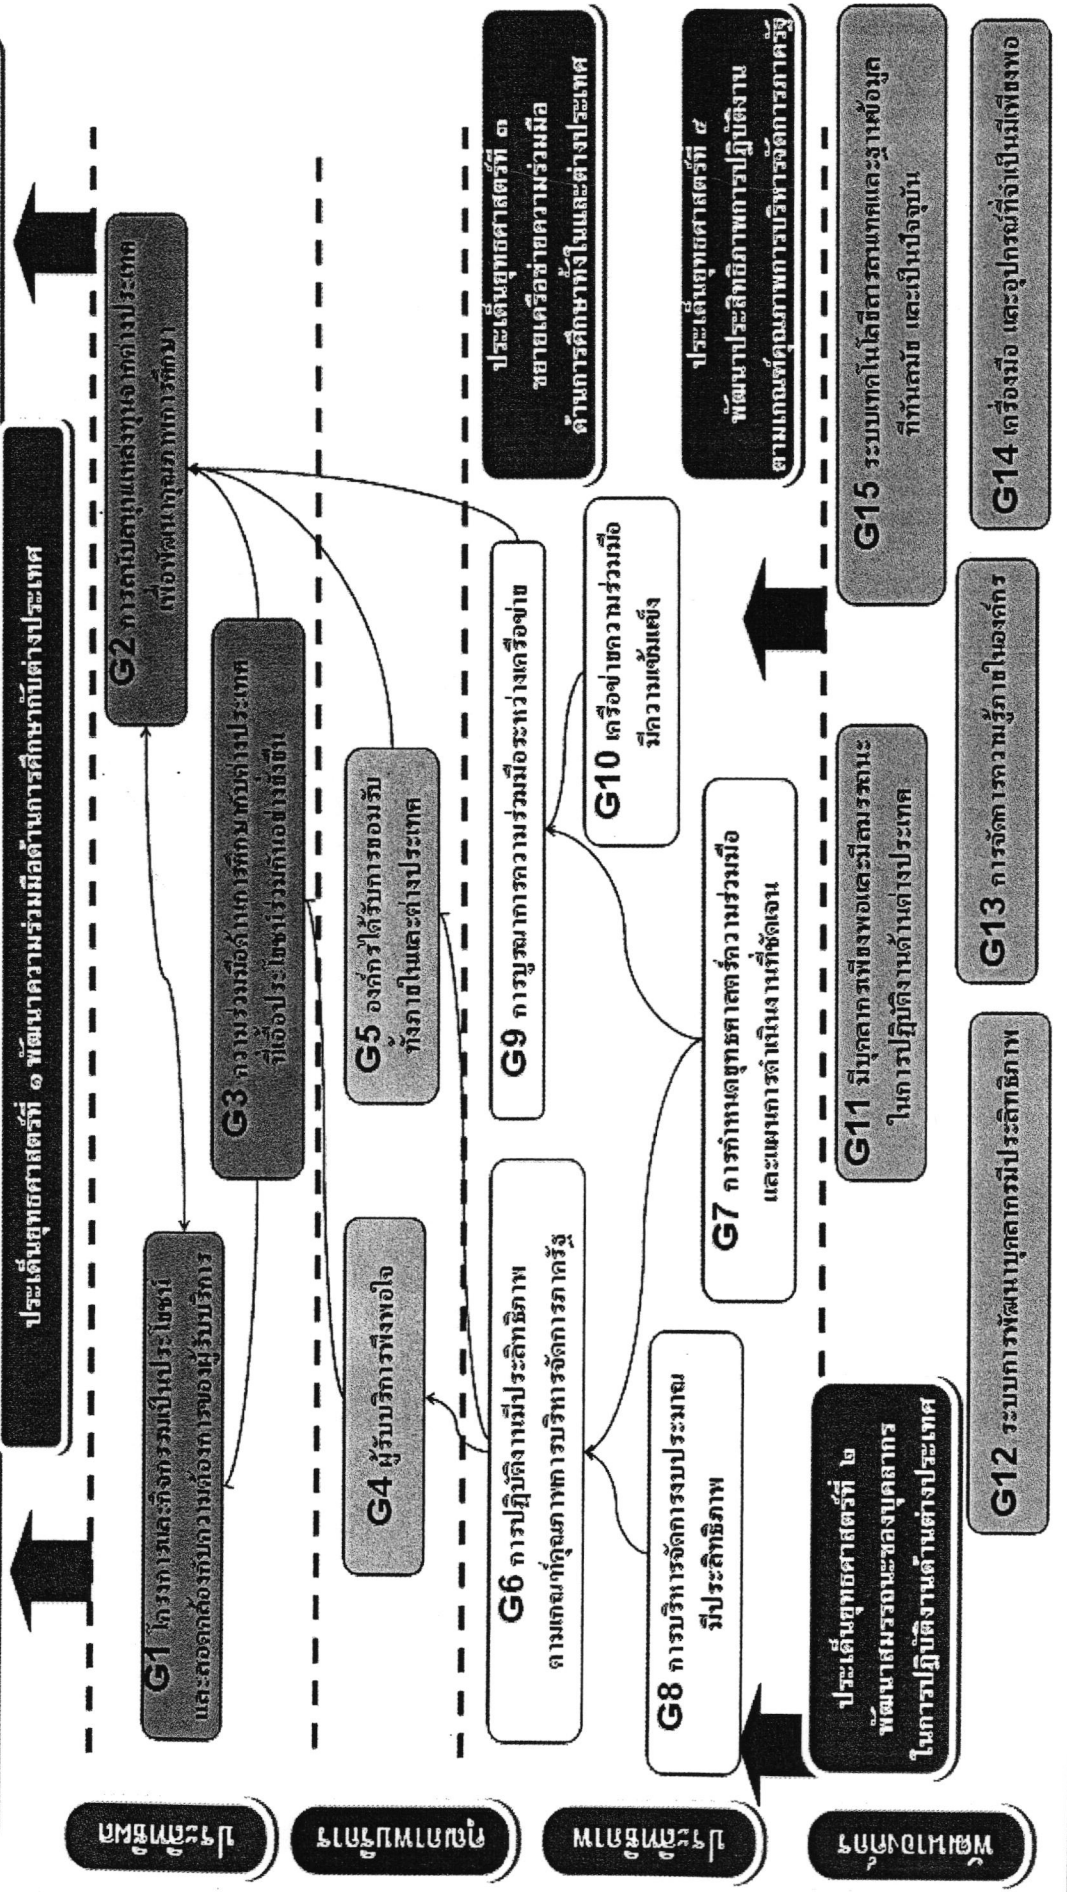 ประเด็นยุทธศาสตร์ที่ ๑ พัฒนาความร่วมมือด้านการศึกษากับต่างประเทศ
ประสิทธิผล
G1 โครงการและกิจกรรมเป็นประโยชน์
และสอดคล้องกับความต้องการของผู้รับบริการ
G2 การสนับสนุนแหล่งทุนจากต่างประเทศ
เพื่อพัฒนาคุณภาพการศึกษา
G3 ความร่วมมือด้านการศึกษากับต่างประเทศ
ที่เอื้อประโยชน์ร่วมกันอย่างยั่งยืน
คุณภาพบริการ
G4 ผู้รับบริการพึงพอใจ
G5 องค์กรได้รับการยอมรับ
ทั้งภายในและต่างประเทศ
ประสิทธิภาพ
G6 การปฏิบัติงานมีประสิทธิภาพ
ตามเกณฑ์คุณภาพการบริหารจัดการภาครัฐ
G9 การบูรณาการความร่วมมือระหว่างเครือข่าย
ประเด็นยุทธศาสตร์ที่ ๓
ขยายเครือข่ายความร่วมมือ
ด้านการศึกษาทั้งในและต่างประเทศ
G10 เครือข่ายความร่วมมือ
มีความเข้มแข็ง
G8 การบริหารจัดการงบประมาณ
มีประสิทธิภาพ
G7 การกำหนดยุทธศาสตร์ความร่วมมือ
และแผนการดำเนินงานที่ชัดเจน
ประเด็นยุทธศาสตร์ที่ ๔
พัฒนาประสิทธิภาพการปฏิบัติงาน
ตามเกณฑ์คุณภาพการบริหารจัดการภาครัฐ
พัฒนาองค์กร
ประเด็นยุทธศาสตร์ที่ ๒
พัฒนาสมรรถนะของบุคลากร
ในการปฏิบัติงานด้านต่างประเทศ
G11 มีบุคลากรเพียงพอและมีสมรรถนะ
ในการปฏิบัติงานด้านต่างประเทศ
G15 ระบบเทคโนโลยีสารสนเทศและฐานข้อมูล
ที่ทันสมัย และเป็นปัจจุบัน
G12 ระบบการพัฒนาบุคลากรมีประสิทธิภาพ
G13 การจัดการความรู้ภายในองค์กร
G14 เครื่องมือ และอุปกรณ์ที่จำเป็นมีเพียงพอ